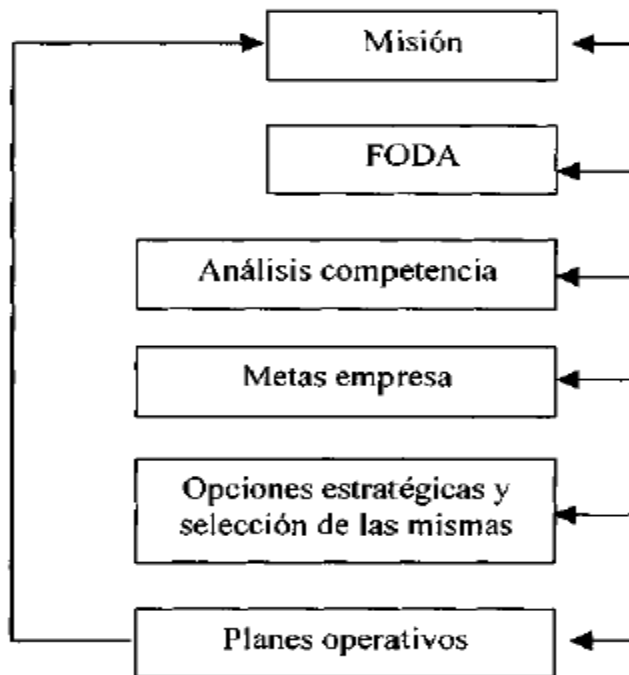 Misión
FODA
Análisis competencia
Metas empresa
Opciones estratégicas y
selección de las mismas
Planes operativos